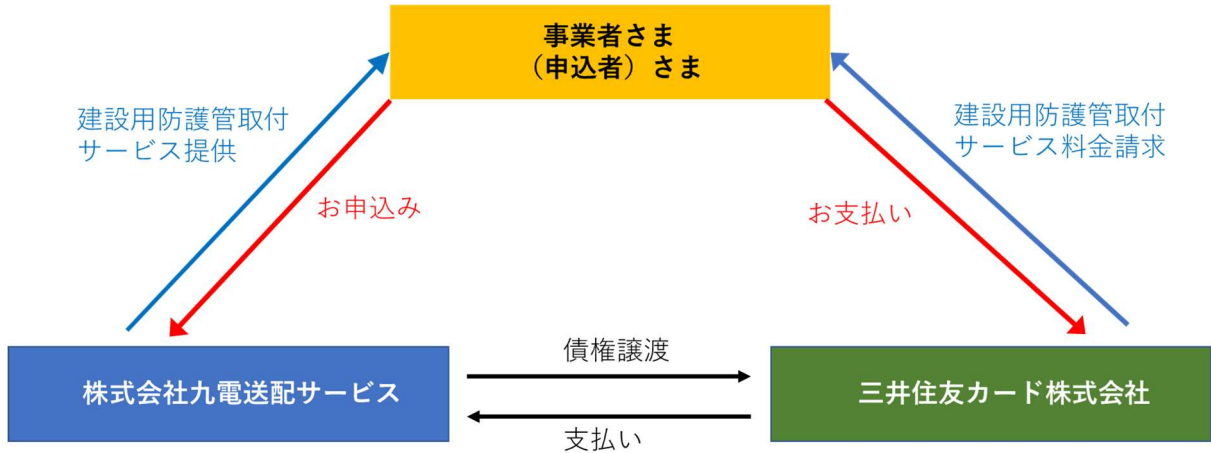 事業者さま
（申込者）さま
建設用防護管取付
サービス提供
お申込み
お支払い
建設用防護管取付
サービス料金請求
株式会社九電送配サービス
債権譲渡
支払い
三井住友カード株式会社